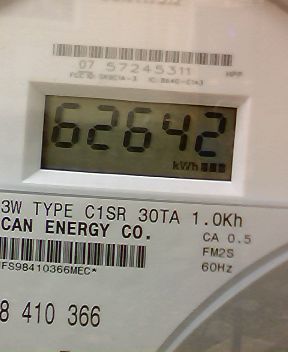 07 57245311 HPP
62642
kWh
3W TYPE C1SR 30TA 1.0Kh
CAN ENERGY CO.
CA 0.5
FM2S
60Hz
FS98410366MEC*
8 410 366